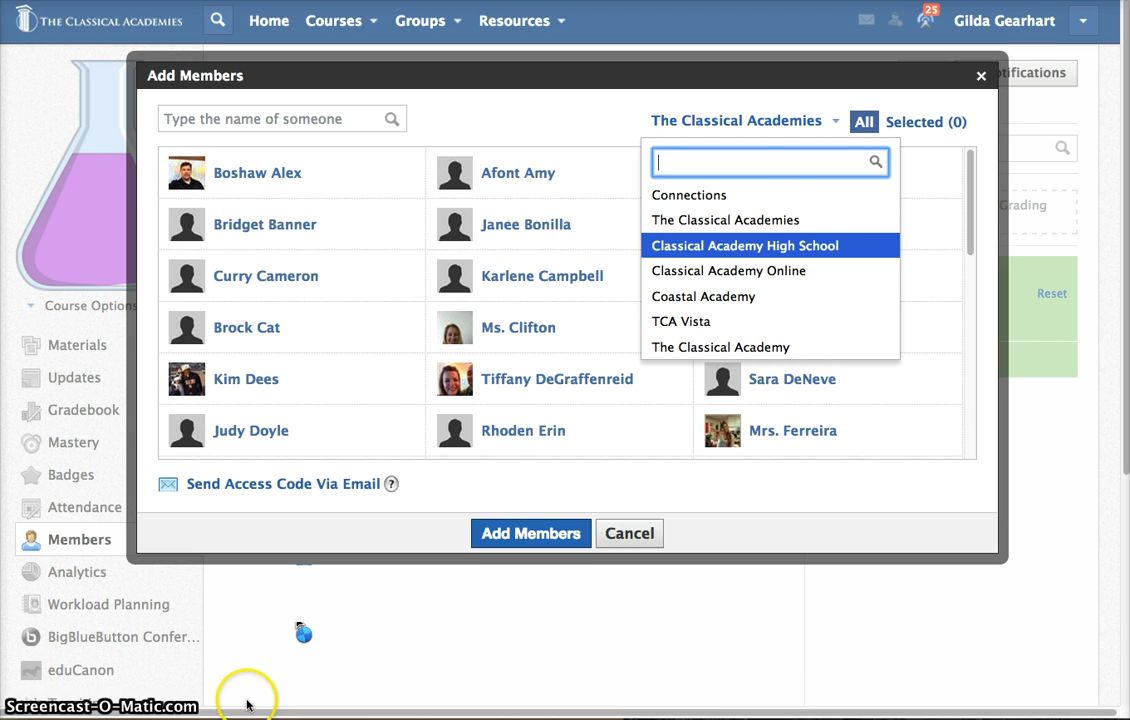 THE CLASSICAL ACADEMIES
Home Courses Groups Resources
25
Gilda Gearhart
Add Members ×
otifications
Type the name of someone
The Classical Academies All Selected (0)
Connections
The Classical Academies
Classical Academy High School
Classical Academy Online
Coastal Academy
TCA Vista
The Classical Academy
Boshaw Alex Afont Amy
Bridget Banner Janee Bonilla
Curry Cameron Karlene Campbell
Brock Cat Ms. Clifton
Kim Dees Tiffany DeGraffenreid Sara DeNeve
Judy Doyle Rhoden Erin Mrs. Ferreira
Send Access Code Via Email ?
Add Members Cancel
Grading
Reset
Course Options
Materials
Updates
Gradebook
Mastery
Badges
Attendance
Members
Analytics
Workload Planning
b BigBlueButton Confer...
eduCanon
Screencast-O-Matic.com